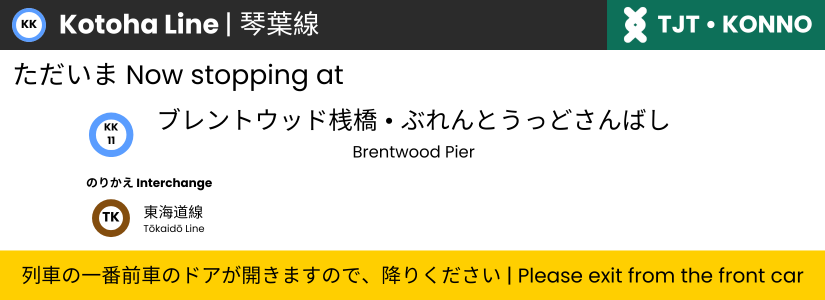 KK Kotoha Line | 琴葉線
TJT • KONNO
ただいま Now stopping at
KK
11
ブレントウッド桟橋 • ぶれんとうっどさんばし
Brentwood Pier
のりかえ Interchange
TK
東海道線
Tōkaidō Line
列車の一番前車のドアが開きますので、降りください | Please exit from the front car